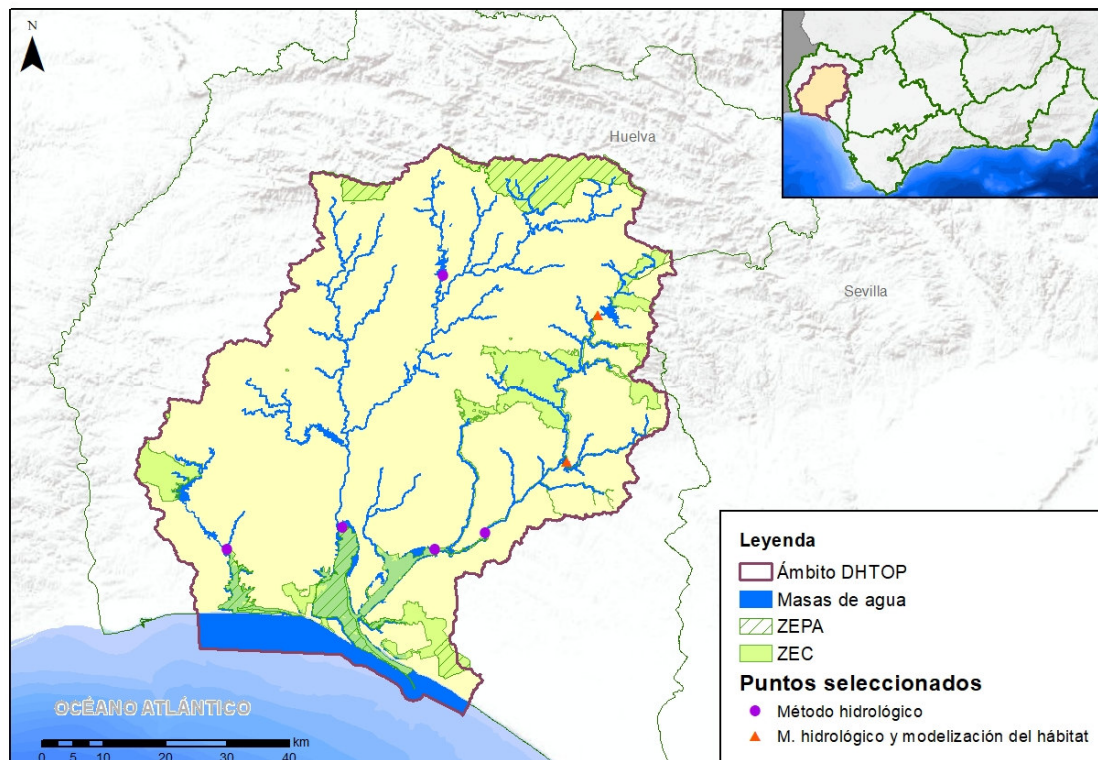 N
Huelva
Sevilla
OCÉANO ATLÁNTICO
km
0 5 10 20 30 40
Leyenda
Ámbito DHTOP
Masas de agua
ZEPA
ZEC
Puntos seleccionados
Método hidrológico
M. hidrológico y modelización del hábitat